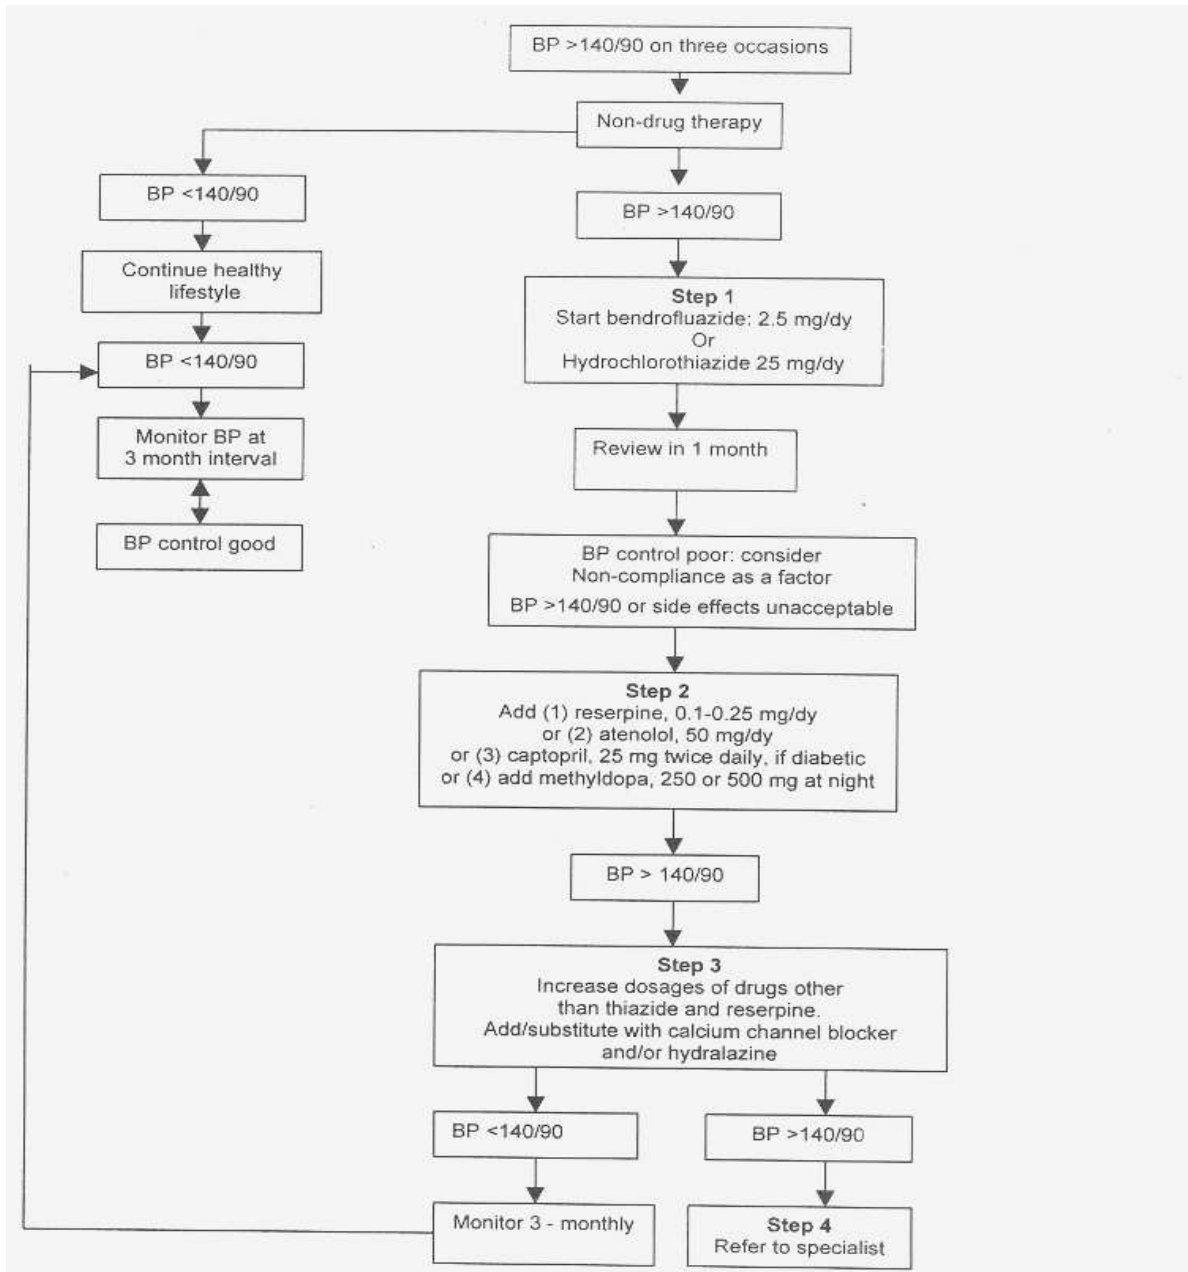 BP >140/90 on three occasions
Non-drug therapy
BP <140/90
BP >140/90
Continue healthy
lifestyle
Step 1
Start bendrofluazide: 2.5 mg/dy
Or
Hydrochlorothiazide 25 mg/dy
BP <140/90
Monitor BP at
3 month interval
Review in 1 month
BP control good
BP control poor: consider
Non-compliance as a factor
BP >140/90 or side effects unacceptable
Step 2
Add (1) reserpine, 0.1-0.25 mg/dy
or (2) atenolol, 50 mg/dy
or (3) captopril, 25 mg twice daily, if diabetic
or (4) add methyldopa, 250 or 500 mg at night
BP > 140/90
Step 3
Increase dosages of drugs other
than thiazide and reserpine.
Add/substitute with calcium channel blocker
and/or hydralazine
BP <140/90
BP >140/90
Monitor 3 - monthly
Step 4
Refer to specialist